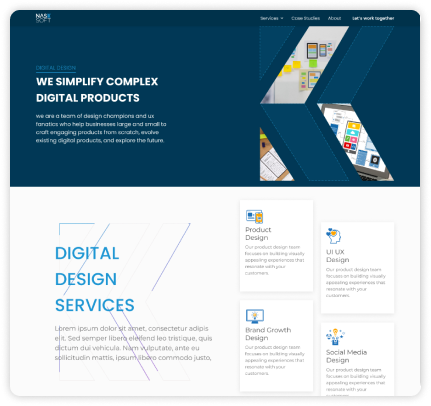 NASE
SOFT
Services
Case Studies
About
Let's work together
DIGITAL DESIGN
WE SIMPLIFY COMPLEX
DIGITAL PRODUCTS
we are a team of design champions and ux
fanatics who help businesses large and small to
craft engaging products from scratch, evolve
existing digital products, and explore the future.
DIGITAL
DESIGN
SERVICES
Lorem ipsum dolor sit amet, consectetur adipis
elit. Sed semper libero eleifend leo tristique, quis
dictum dui vehicula. Nam vulputate, ante eu
sollicitudin mattis, ipsum libero commodo justo,
Product
Design
Our product design team
focuses on building visually
appealing experiences that
resonate with your
customers.
UI UX
Design
Our product design team
focuses on building visually
appealing experiences that
resonate with your
customers.
Brand Growth
Design
Our product design team
focuses on building visually
appealing experiences that
resonate with your
customers.
Social Media
Design
Our product design team
focuses on building visually
appealing experiences that
resonate with your